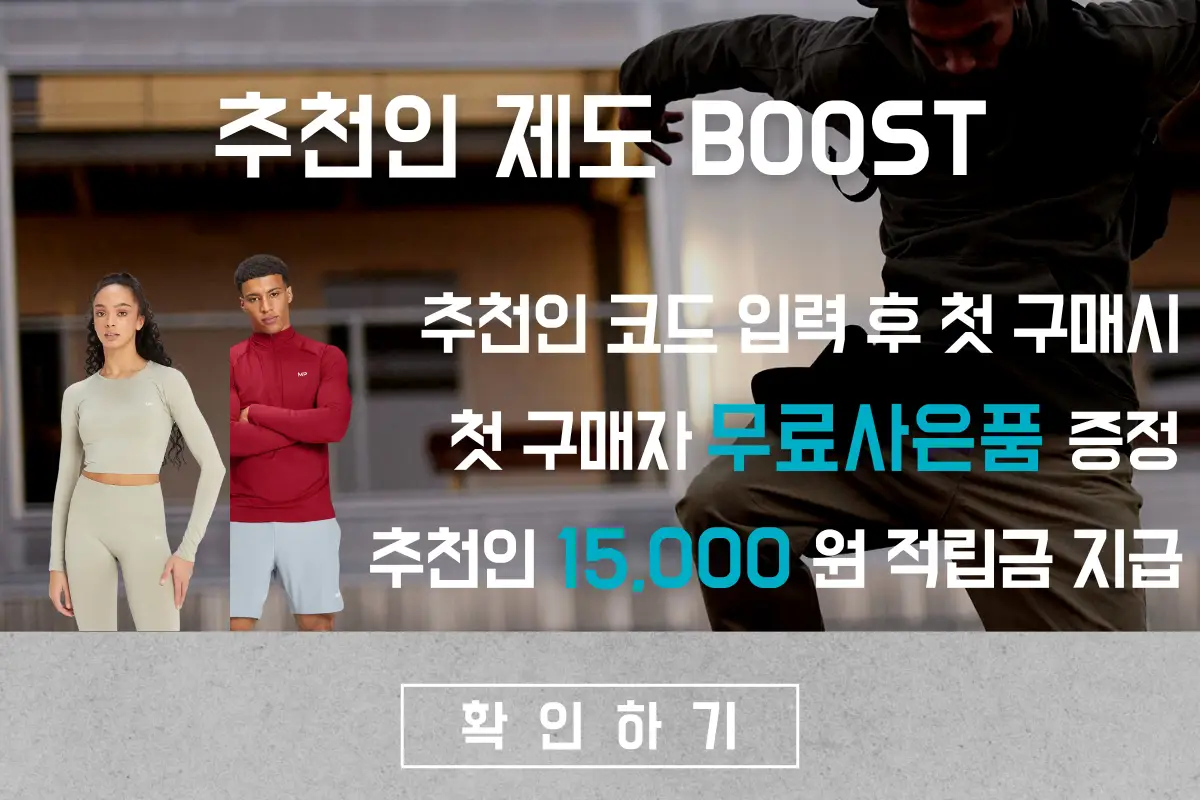 추천인 제도 BOOST
추천인 코드 입력 후 첫 구매시
첫 구매자 무료사은품 증정
추천인 15,000 원 적립금 지급
MP
확인하기